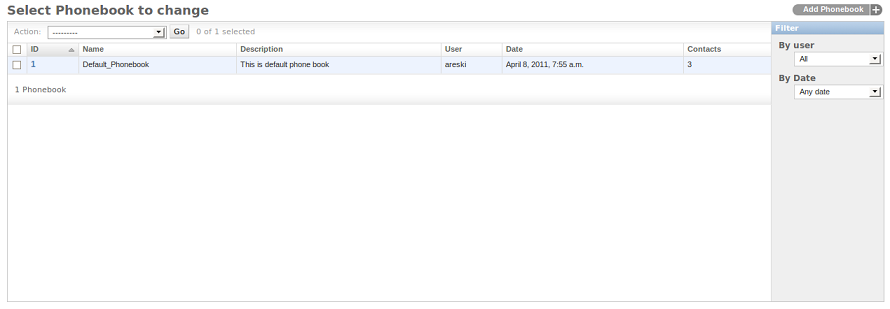 Select Phonebook to change
Add Phonebook +
Action: --------- Go 0 of 1 selected
Filter
ID Name Description User Date Contacts
By user
All
1 Default_Phonebook This is default phone book areski April 8, 2011, 7:55 a.m. 3
By Date
Any date
1 Phonebook